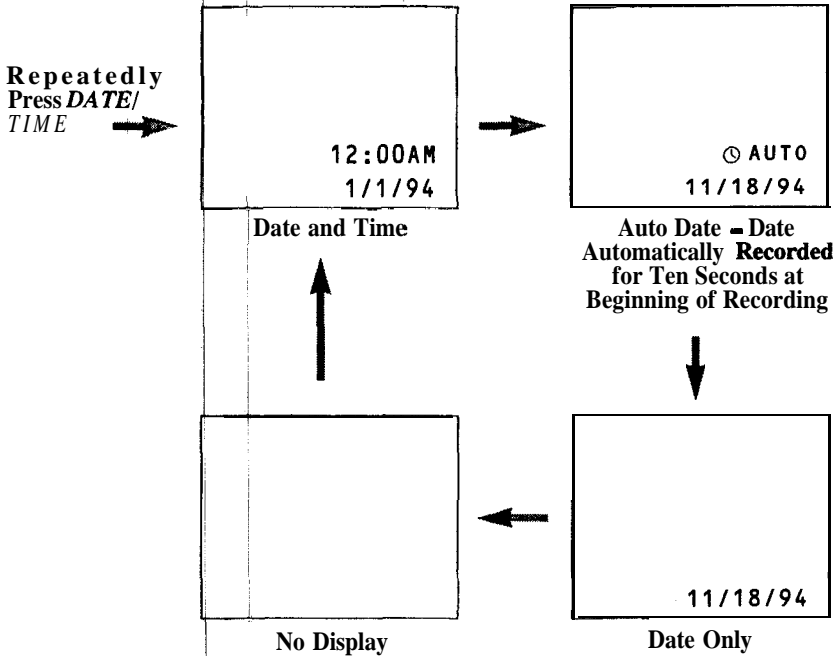 Repeatedly
Press DATE/
TIME
12:00AM
1/1/94
Date and Time
AUTO
11/18/94
Auto Date - Date
Automatically Recorded
for Ten Seconds at
Beginning of Recording
No Display
11/18/94
Date Only